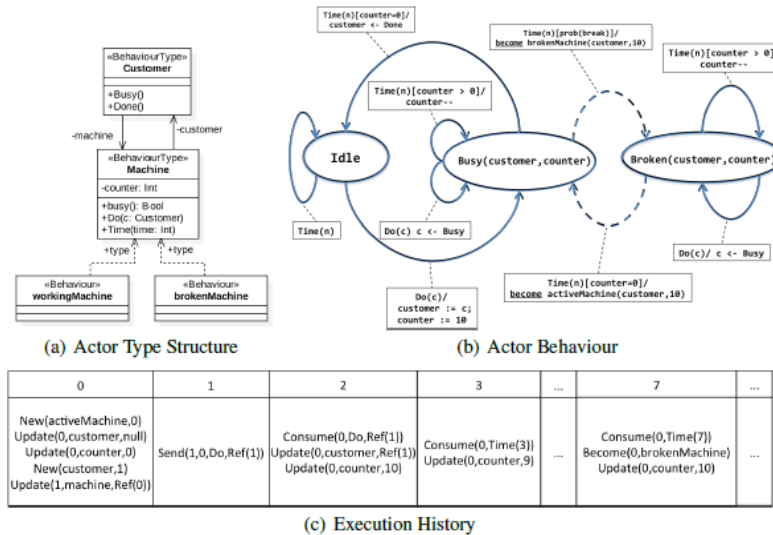 «BehaviourType»
Customer
+Busy()
+Done()
-machine
-customer
«BehaviourType»
Machine
-counter: Int
+busy(): Bool
+Do(c: Customer)
+Time(time: Int)
+type
+type
«Behaviour»
workingMachine
«Behaviour»
brokenMachine
(a) Actor Type Structure
Time(n)[counter=0]/
customer <- Done
Time(n)[prob(break)]/
become brokenMachine(customer,10)
Time(n)[counter > 0]/
counter--
Time(n)[counter > 0]/
counter--
Idle
Busy(customer,counter)
Broken(customer,counter)
Time(n)
Do(c) c <- Busy
Do(c)/ c <- Busy
Time(n)[counter=0]/
become activeMachine(customer,10)
Do(c)/
customer := c;
counter := 10
(b) Actor Behaviour
0
1
2
3
...
7
...
New(activeMachine,0)
Update(0,customer,null)
Update(0,counter,0)
New(customer,1)
Update(1,machine,Ref(0))
Send(1,0,Do,Ref(1))
Consume(0,Do,Ref(1))
Update(0,customer,Ref(1))
Update(0,counter,10)
Consume(0,Time(3))
Update(0,counter,9)
...
Consume(0,Time(7))
Become(0,brokenMachine)
Update(0,counter,10)
...
(c) Execution History